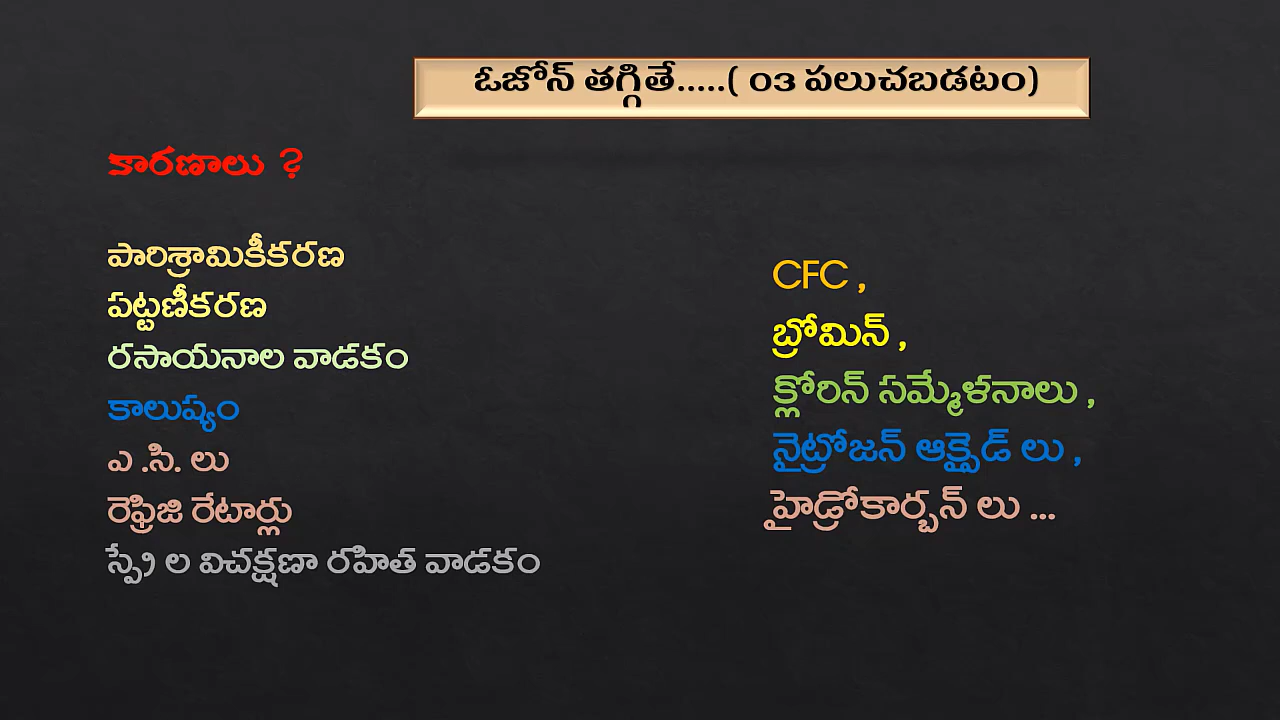 ఓజోన్ తగ్గితే.....( 03 పలుచబడటం)
కారణాలు ?
పారిశ్రామికీకరణ
పట్టణీకరణ
రసాయనాల వాడకం
కాలుష్యం
ఎ .సి. లు
రెఫ్రిజి రేటార్లు
స్ప్రే ల విచక్షణా రహిత వాడకం
CFC ,
బ్రోమిన్ ,
క్లోరిన్ సమ్మేళనాలు ,
నైట్రోజన్ ఆక్సైడ్ లు ,
హైడ్రోకార్బన్ లు ...